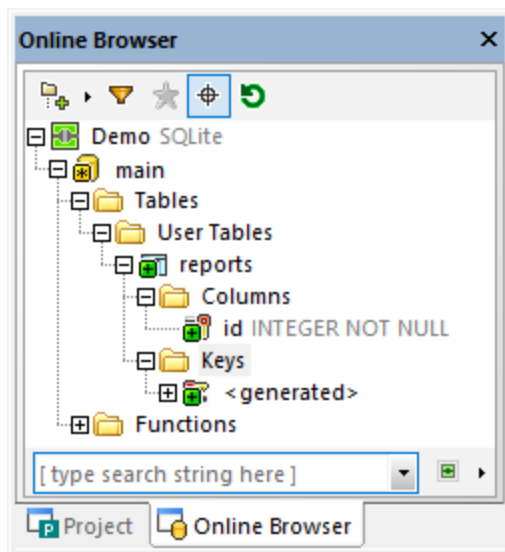 Online Browser
Demo SQLite
main
Tables
User Tables
reports
Columns
id INTEGER NOT NULL
Keys
<generated>
Functions
[ type search string here ]
Project Online Browser